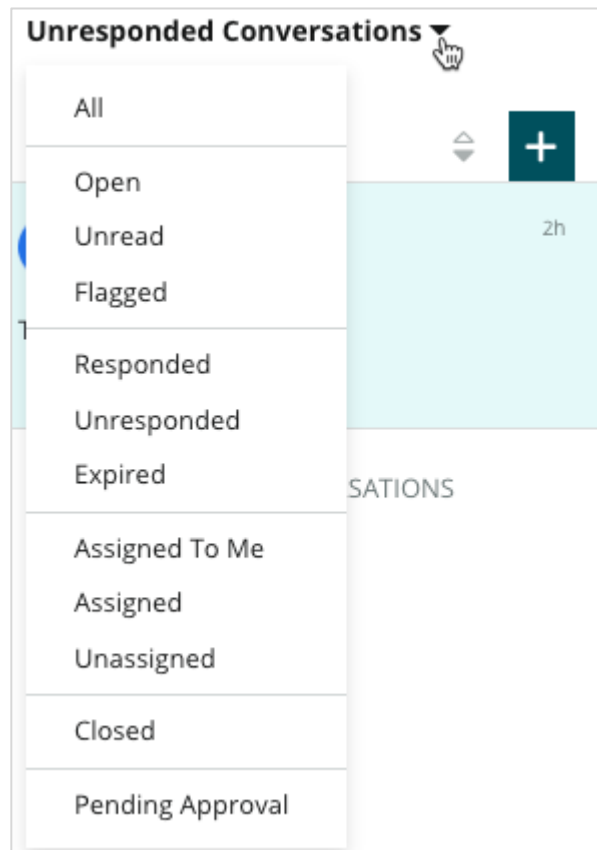 Unresponded Conversations
All
Open
2h
Unread
Flagged
T
Responded
Unresponded
Expired
SATIONS
Assigned To Me
Assigned
Unassigned
Closed
Pending Approval